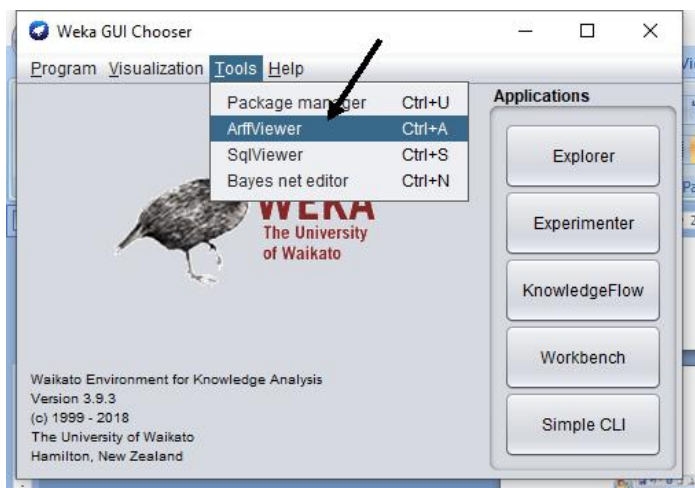 Weka GUI Chooser
Program Visualization Tools Help
Package manager Ctrl+U
ArffViewer Ctrl+A
SqlViewer Ctrl+S
Bayes net editor Ctrl+N
WEKA
The University
of Waikato
Waikato Environment for Knowledge Analysis
Version 3.9.3
(c) 1999 - 2018
The University of Waikato
Hamilton, New Zealand
Applications
Explorer
Experimenter
KnowledgeFlow
Workbench
Simple CLI